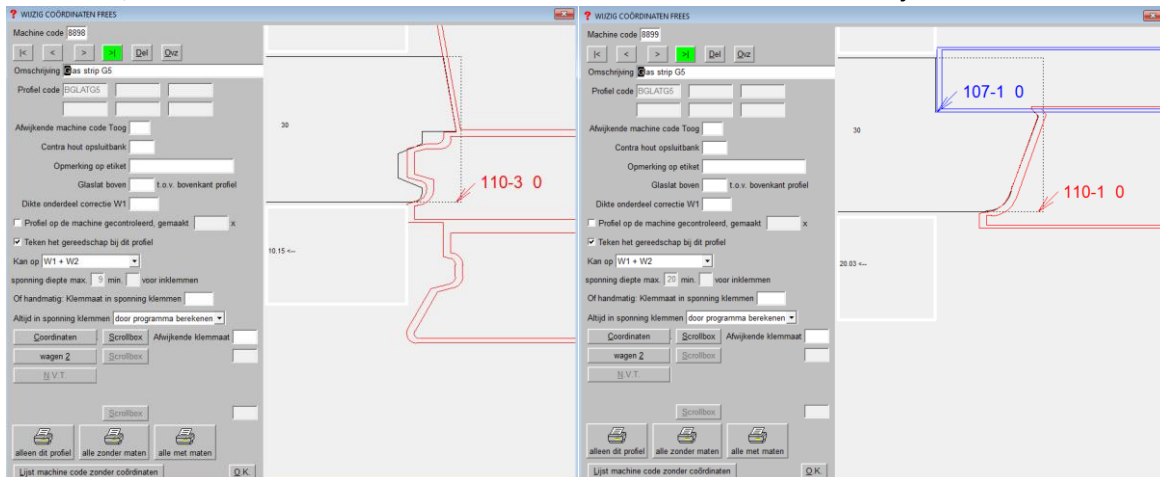 ? WIJZIG COÖRDINATEN FREES
Machine code 8898
|< < > >| Del Ovz
Omschrijving Glas strip G5
Profiel code BGLATG5
Afwijkende machine code Toog
Contra hout opsluitbank
Opmerking op etiket
Glaslat boven t.o.v. bovenkant profiel
Dikte onderdeel correctie W1
Profiel op de machine gecontroleerd, gemaakt x
Teken het gereedschap bij dit profiel
Kan op W1 + W2
sponning diepte max. 9 min. voor inklemmen
Of handmatig: Klemmaat in sponning klemmen
Altijd in sponning klemmen door programma berekenen
Coordinaten . Scrollbox Afwijkende klemmaat
wagen 2 Scrollbox
N.V.T.
Scrollbox
alleen dit profiel alle zonder maten alle met maten
Lijst machine code zonder coördinaten O.K.
30
110-3 0
10.15 <--
? WIJZIG COÖRDINATEN FREES
Machine code 8899
|< < > >| Del Ovz
Omschrijving Glas strip G5
Profiel code BGLATG5
Afwijkende machine code Toog
Contra hout opsluitbank
Opmerking op etiket
Glaslat boven t.o.v. bovenkant profiel
Dikte onderdeel correctie W1
Profiel op de machine gecontroleerd, gemaakt x
Teken het gereedschap bij dit profiel
Kan op W1 + W2
sponning diepte max. 20 min. voor inklemmen
Of handmatig: Klemmaat in sponning klemmen
Altijd in sponning klemmen door programma berekenen
Coordinaten . Scrollbox Afwijkende klemmaat
wagen 2 Scrollbox
N.V.T.
Scrollbox
alleen dit profiel alle zonder maten alle met maten
Lijst machine code zonder coördinaten O.K.
107-1 0
30
110-1 0
20.03 <--